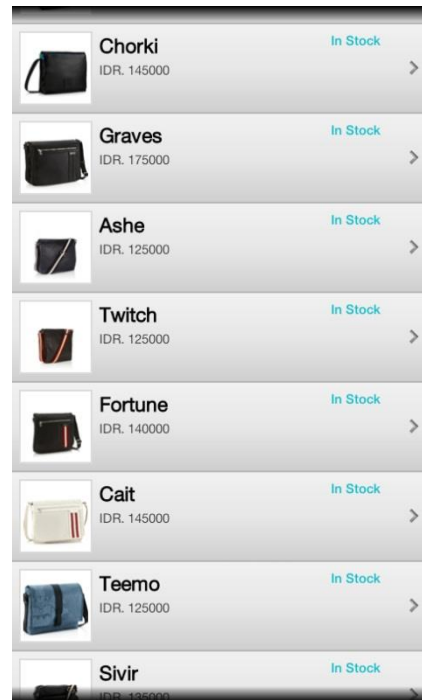 Chorki
In Stock
IDR. 145000
Graves
In Stock
IDR. 175000
Ashe
In Stock
IDR. 125000
Twitch
In Stock
IDR. 125000
Fortune
In Stock
IDR. 140000
Cait
In Stock
IDR. 145000
Teemo
In Stock
IDR. 125000
Sivir
In Stock
IDR. 135000